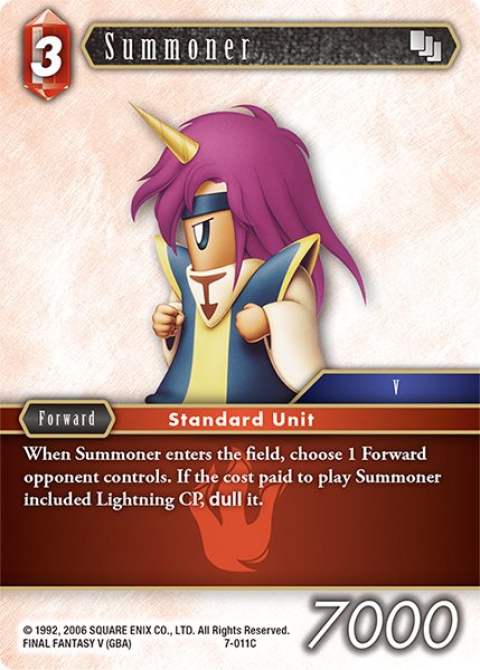 3
Summoner
V
Forward
Standard Unit
When Summoner enters the field, choose 1 Forward
opponent controls. If the cost paid to play Summoner
included Lightning CP, dull it.
© 1992, 2006 SQUARE ENIX CO., LTD. All Rights Reserved.
FINAL FANTASY V (GBA)
7-011C
7000